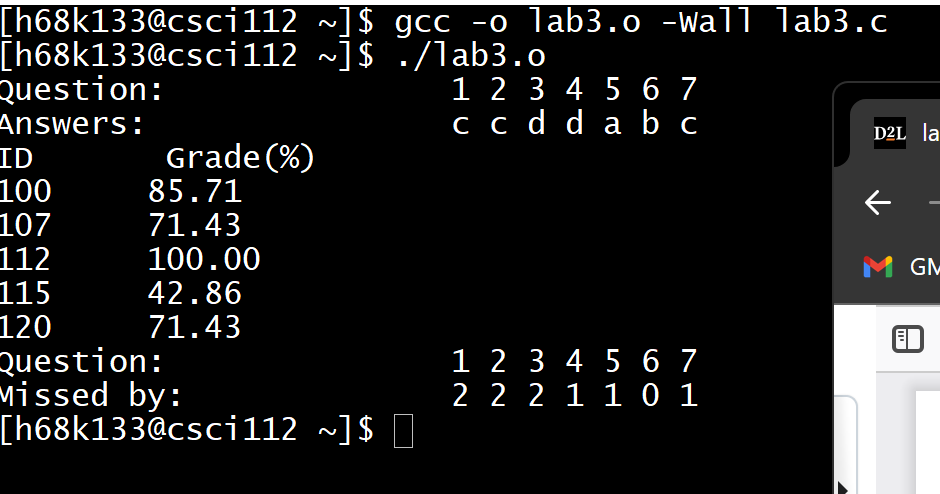 [h68k133@csci112 ~]$ gcc -o lab3.o -Wall lab3.c
[h68k133@csci112 ~]$ ./lab3.o
Question: 1 2 3 4 5 6 7
Answers: c c d d a b c
ID Grade(%)
100 85.71
107 71.43
112 100.00
115 42.86
120 71.43
Question: 1 2 3 4 5 6 7
Missed by: 2 2 2 1 1 0 1
[h68k133@csci112 ~]$
D2L la
GM